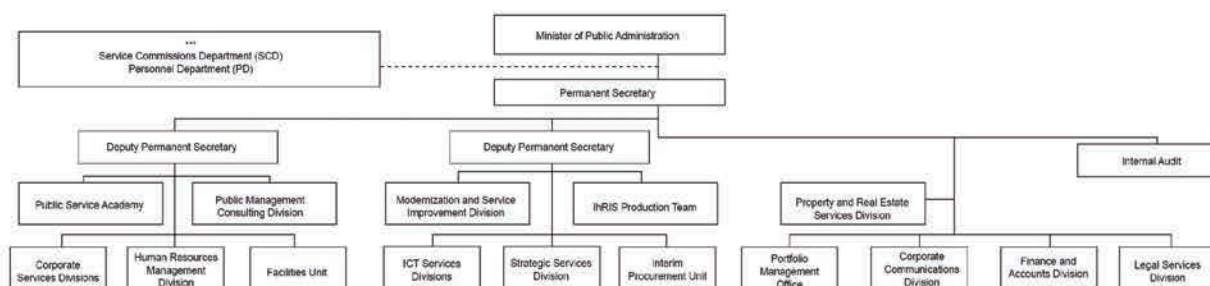 ***
Service Commissions Department (SCD)
Personnel Department (PD)
Minister of Public Administration
Permanent Secretary
Deputy Permanent Secretary
Deputy Permanent Secretary
Internal Audit
Public Service Academy
Public Management
Consulting Division
Modernization and Service
Improvement Division
IhRIS Production Team
Property and Real Estate
Services Division
Corporate
Services Divisions
Human Resources
Management
Division
Facilities Unit
ICT Services
Divisions
Strategic Services
Division
Interim
Procurement Unit
Portfolio
Management
Office
Corporate
Communications
Division
Finance and
Accounts Division
Legal Services
Division